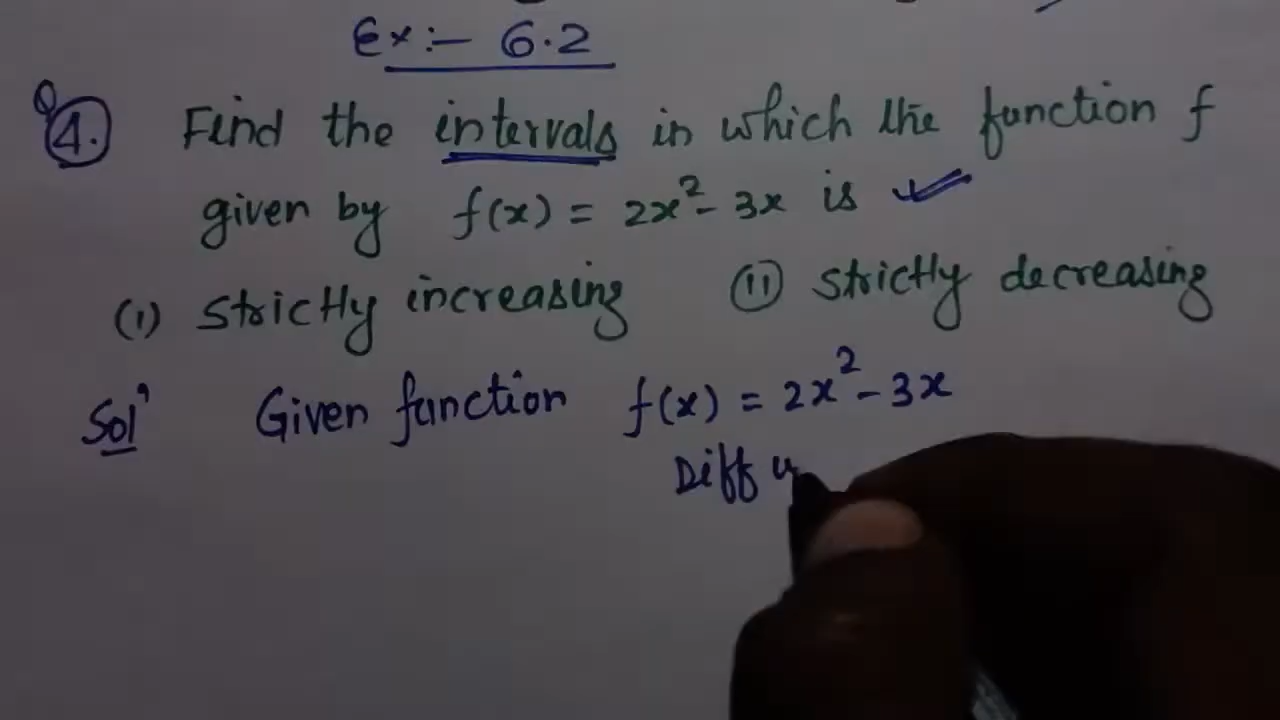 Ex:- 6.2
Q4. Find the intervals in which the function f
given by f(x) = 2x² - 3x is
(i) strictly increasing (ii) strictly decreasing
Sol' Given function f(x) = 2x² - 3x
Diff